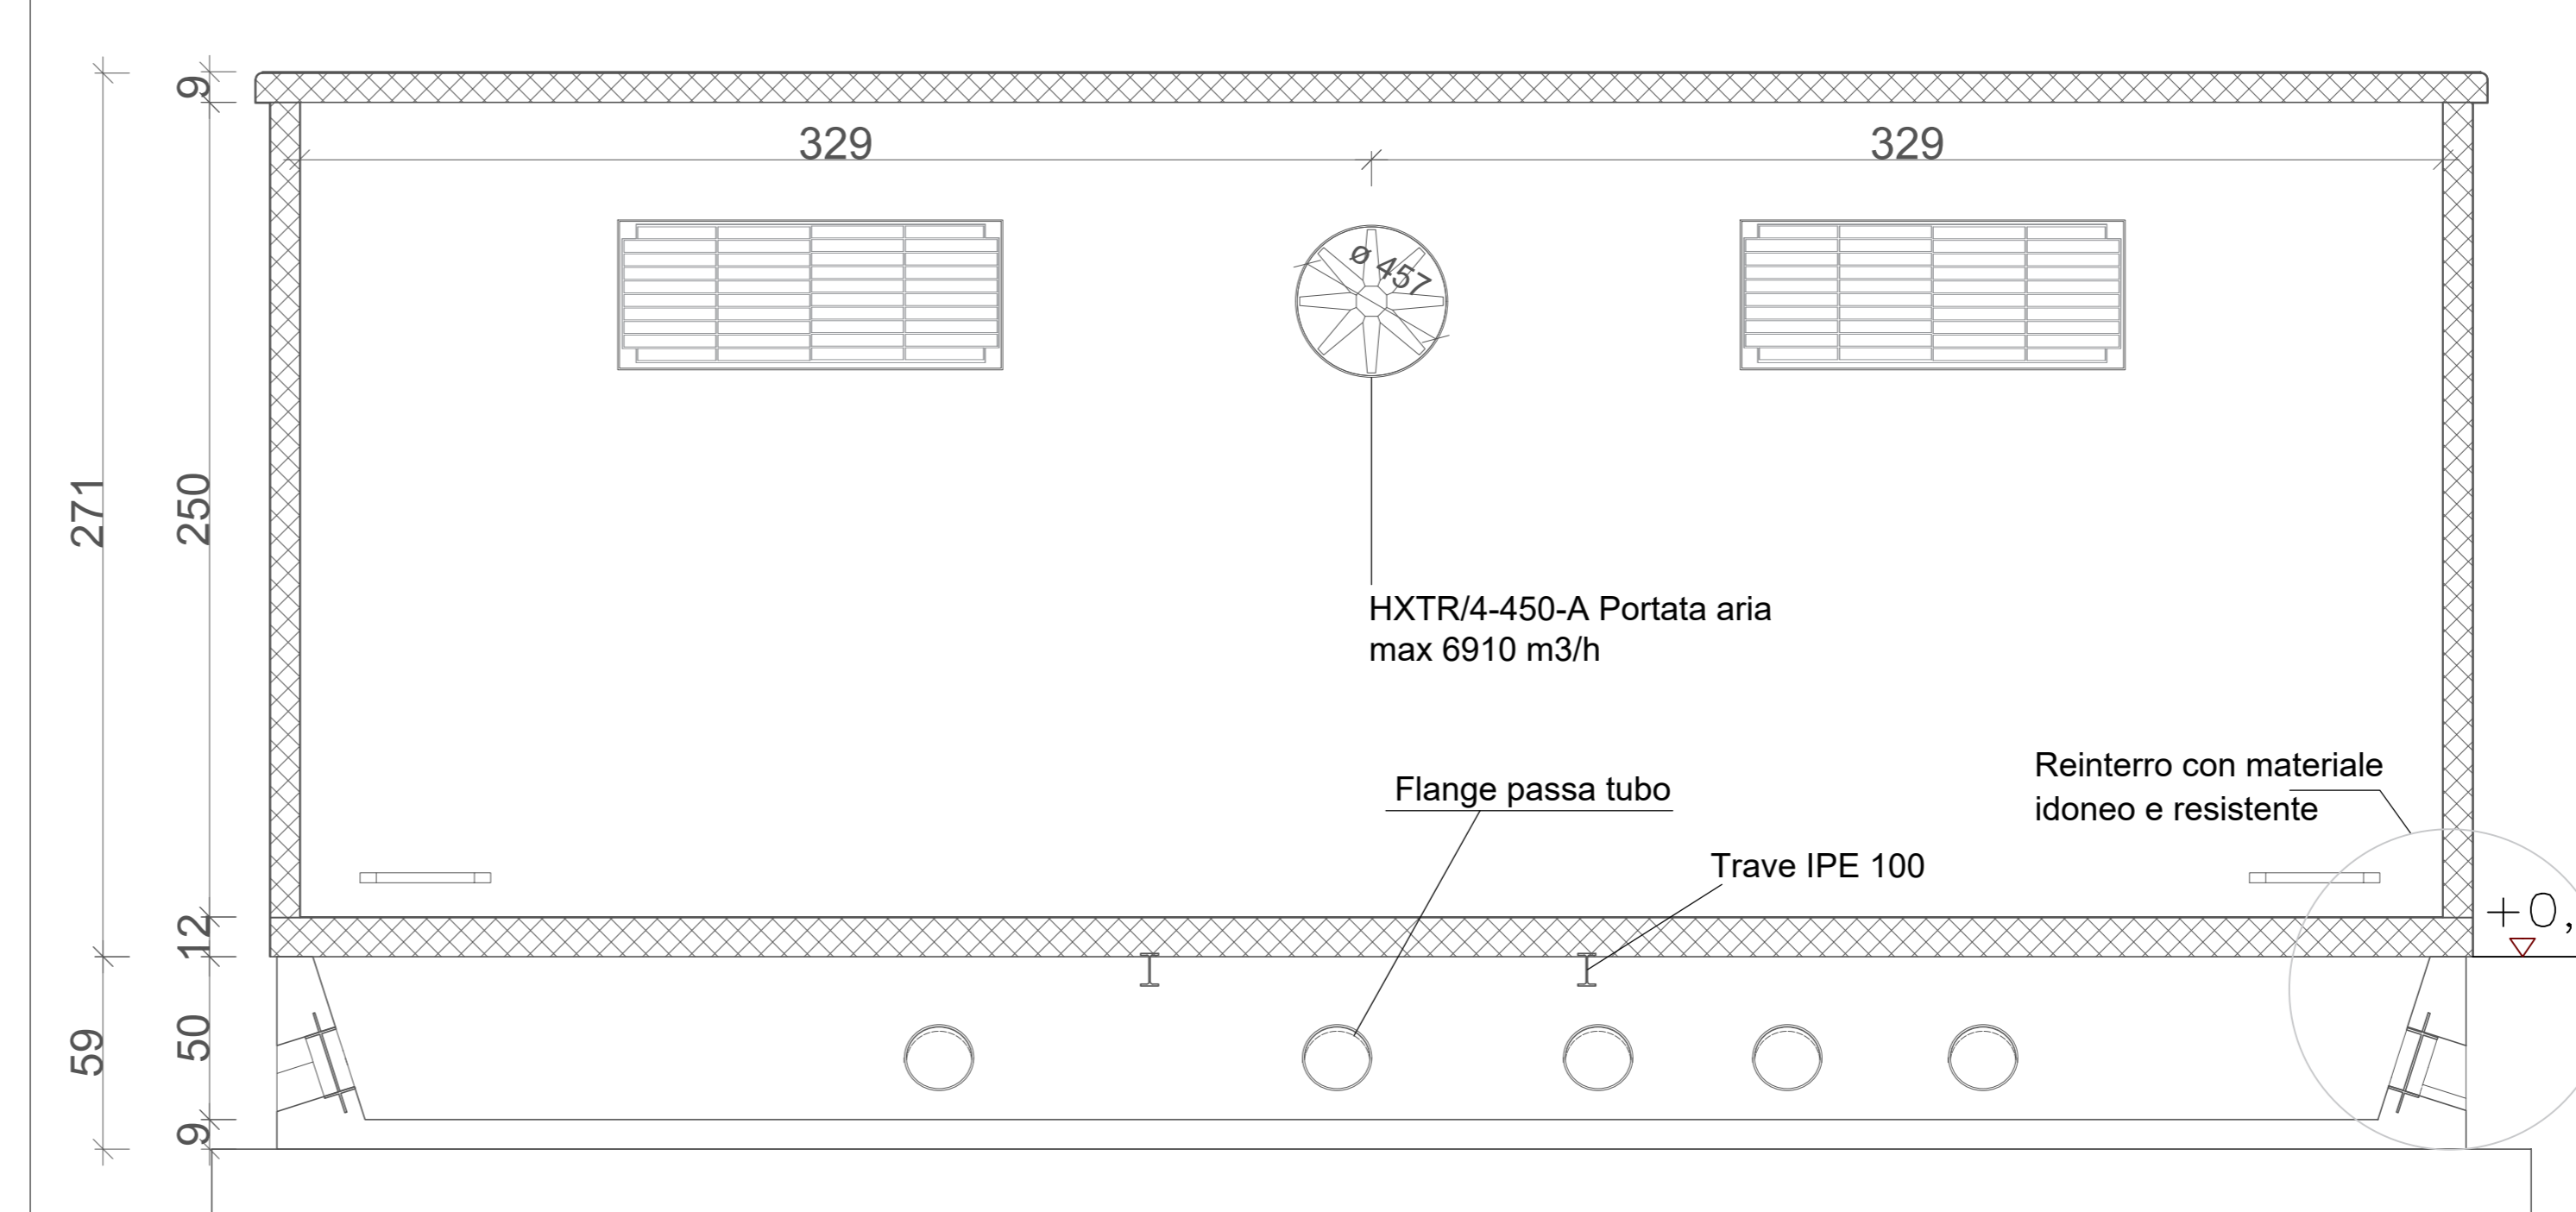 9
329
329
ø 457
271
250
HXTR/4-450-A Portata aria
max 6910 m3/h
Reinterro con materiale
idoneo e resistente
Flange passa tubo
Trave IPE 100
+0,
12
50
59
9